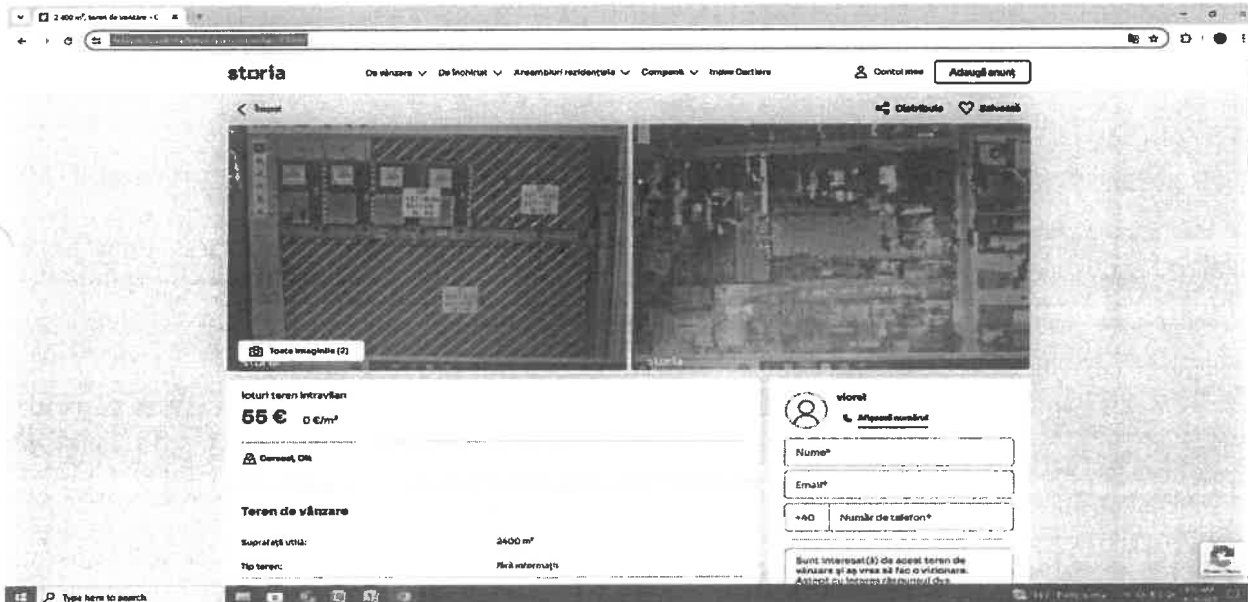 2 400 m², teren de vânzare - C
storia
De vânzare
De închiriat
Ansambluri rezidențiale
Companii
Index Cartiere
Contul meu
Adaugă anunț
Înapoi
Distribuie
Salvează
Toate imaginile (2)
storia
storia
loturi teren intravilan
55 € 0 €/m²
Olt
Teren de vânzare
Suprafață utilă: 2400 m²
Tip teren: fără informații
viorel
Afișează numărul
Nume*
Email*
+40 Număr de telefon*
Sunt interesat(ă) de acest teren de
vânzare și aș vrea să fac o vizionare.
Aștept cu interes răspunsul dvs.
Type here to search